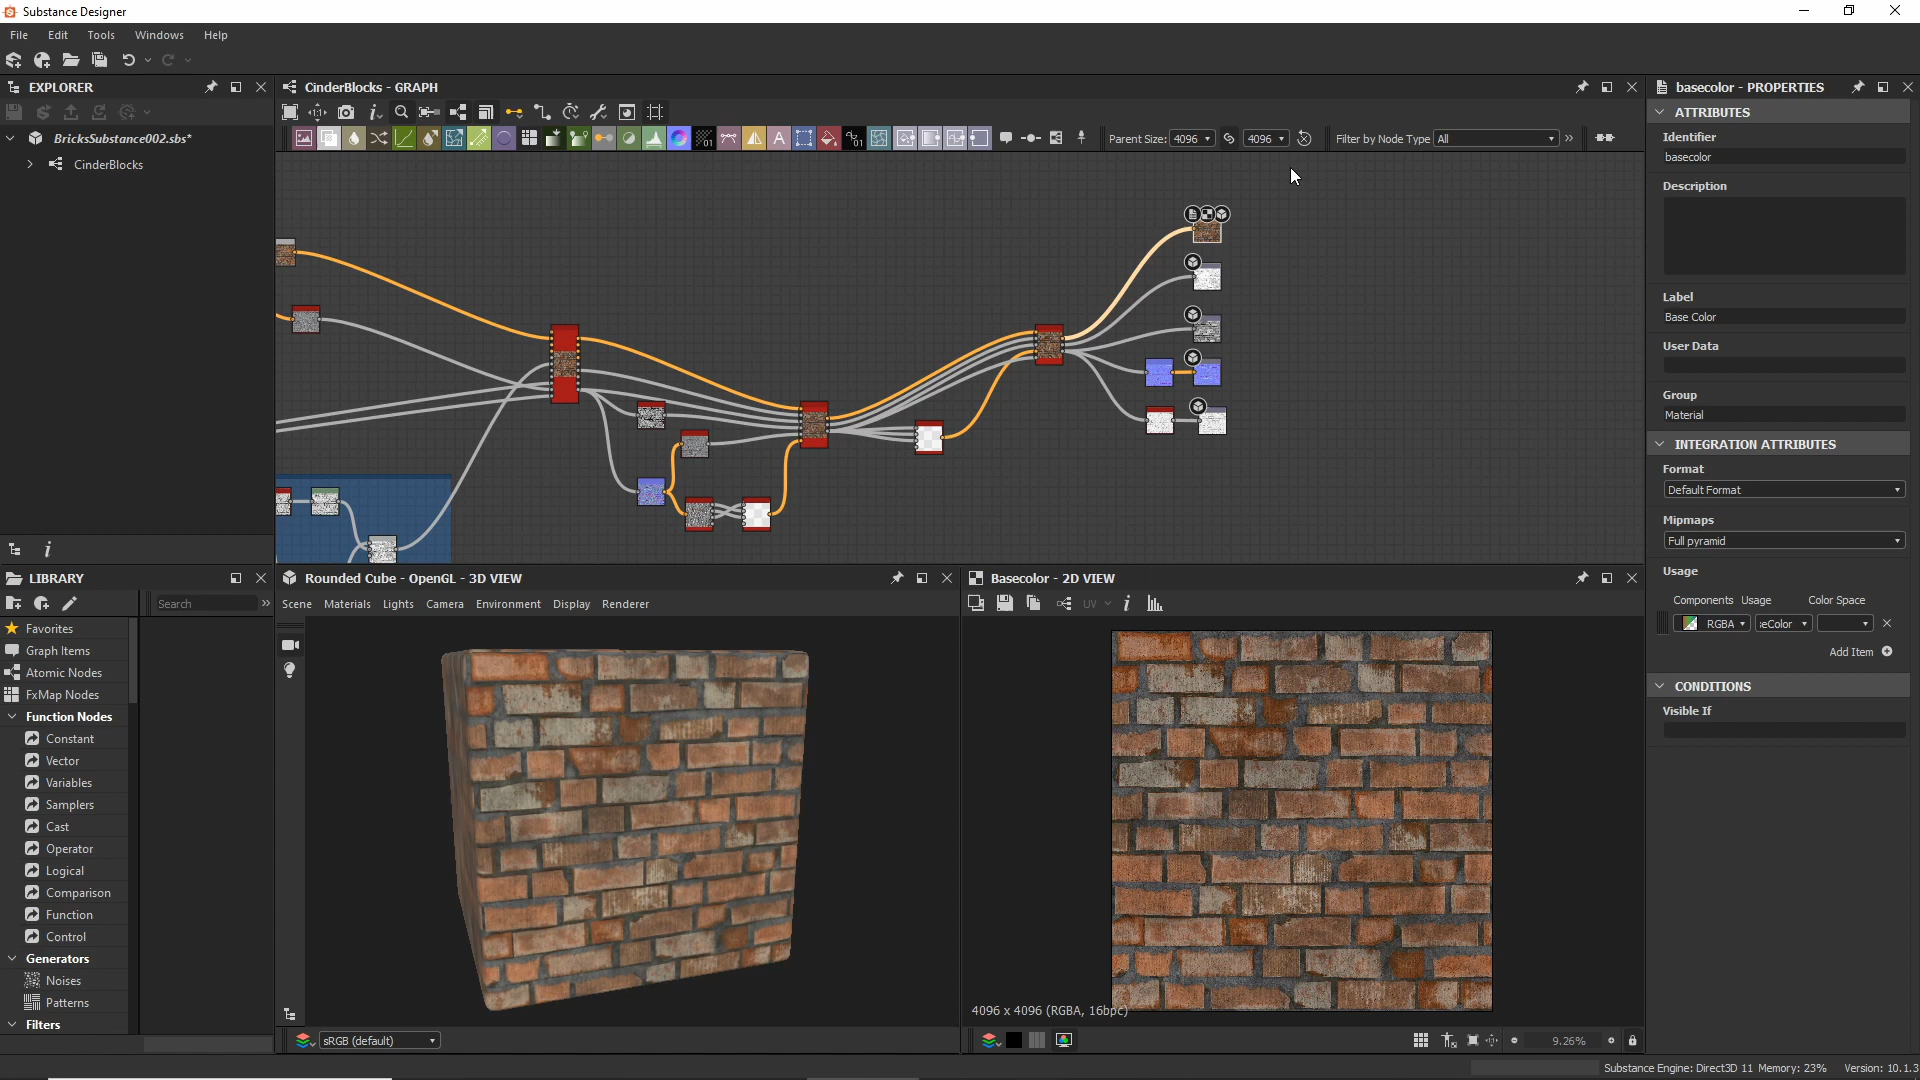 Substance Designer
File Edit Tools Windows Help
EXPLORER
BricksSubstance002.sbs*
CinderBlocks
CinderBlocks - GRAPH
Parent Size: 4096 4096 Filter by Node Type All
basecolor - PROPERTIES
ATTRIBUTES
Identifier
basecolor
Description
Label
Base Color
User Data
Group
Material
INTEGRATION ATTRIBUTES
Format
Default Format
Mipmaps
Full pyramid
Usage
Components Usage Color Space
RGBA eColor
Add Item
CONDITIONS
Visible If
LIBRARY
Search
Favorites
Graph Items
Atomic Nodes
FxMap Nodes
Function Nodes
Constant
Vector
Variables
Samplers
Cast
Operator
Logical
Comparison
Function
Control
Generators
Noises
Patterns
Filters
Rounded Cube - OpenGL - 3D VIEW
Scene Materials Lights Camera Environment Display Renderer
sRGB (default)
Basecolor - 2D VIEW
UV
4096 x 4096 (RGBA, 16bpc)
9.26%
Substance Engine: Direct3D 11 Memory: 23% Version: 10.1.3